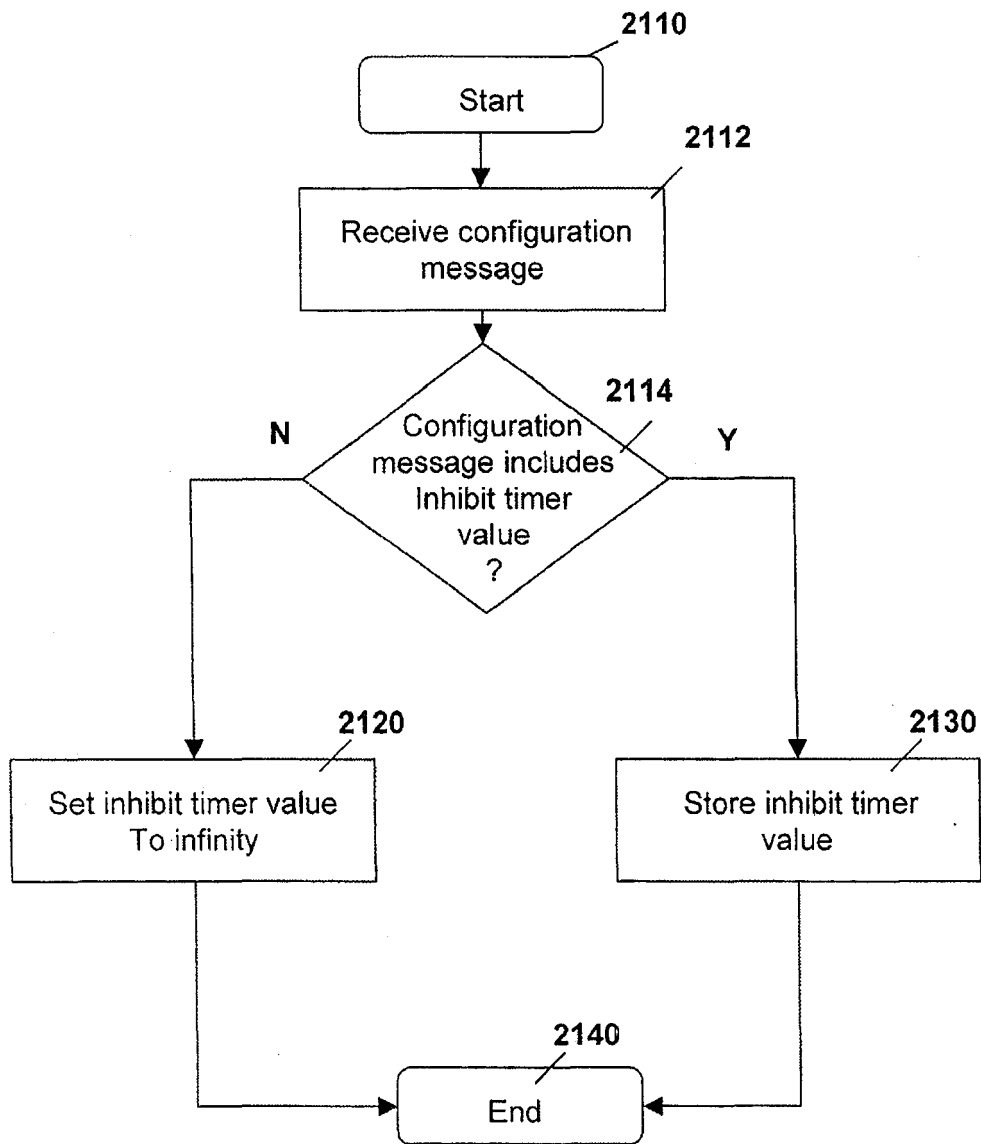 2110
Start
2112
Receive configuration
message
2114
N
Y
Configuration
message includes
Inhibit timer
value
?
2120
2130
Set inhibit timer value
To infinity
Store inhibit timer
value
2140
End